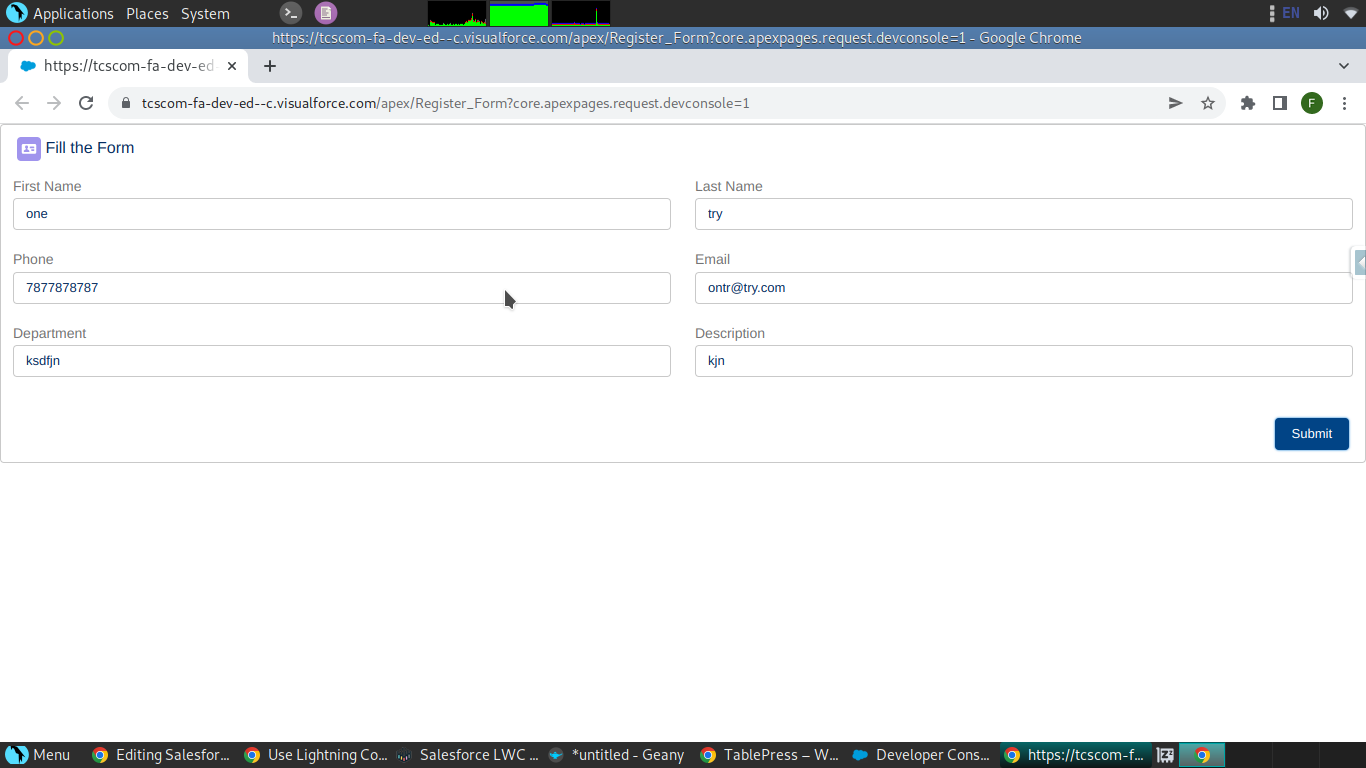 Applications Places System EN
https://tcscom-fa-dev-ed--c.visualforce.com/apex/Register_Form?core.apexpages.request.devconsole=1 - Google Chrome
https://tcscom-fa-dev-ed-
tcscom-fa-dev-ed--c.visualforce.com/apex/Register_Form?core.apexpages.request.devconsole=1 F
Fill the Form
First Name Last Name
one try
Phone Email
7877878787 ontr@try.com
Department Description
ksdfjn kjn
Submit
Menu Editing Salesfor... Use Lightning Co... Salesforce LWC ... *untitled - Geany TablePress – W... Developer Cons... https://tcscom-f...